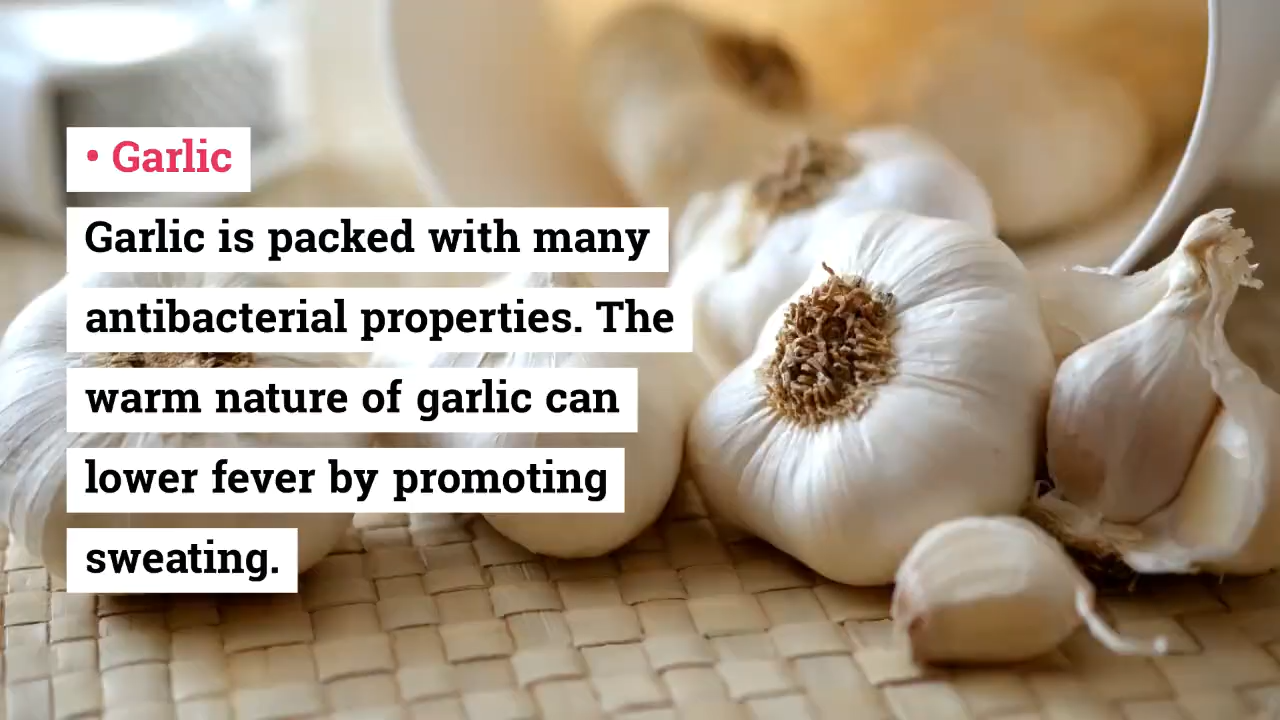 • Garlic
Garlic is packed with many
antibacterial properties. The
warm nature of garlic can
lower fever by promoting
sweating.